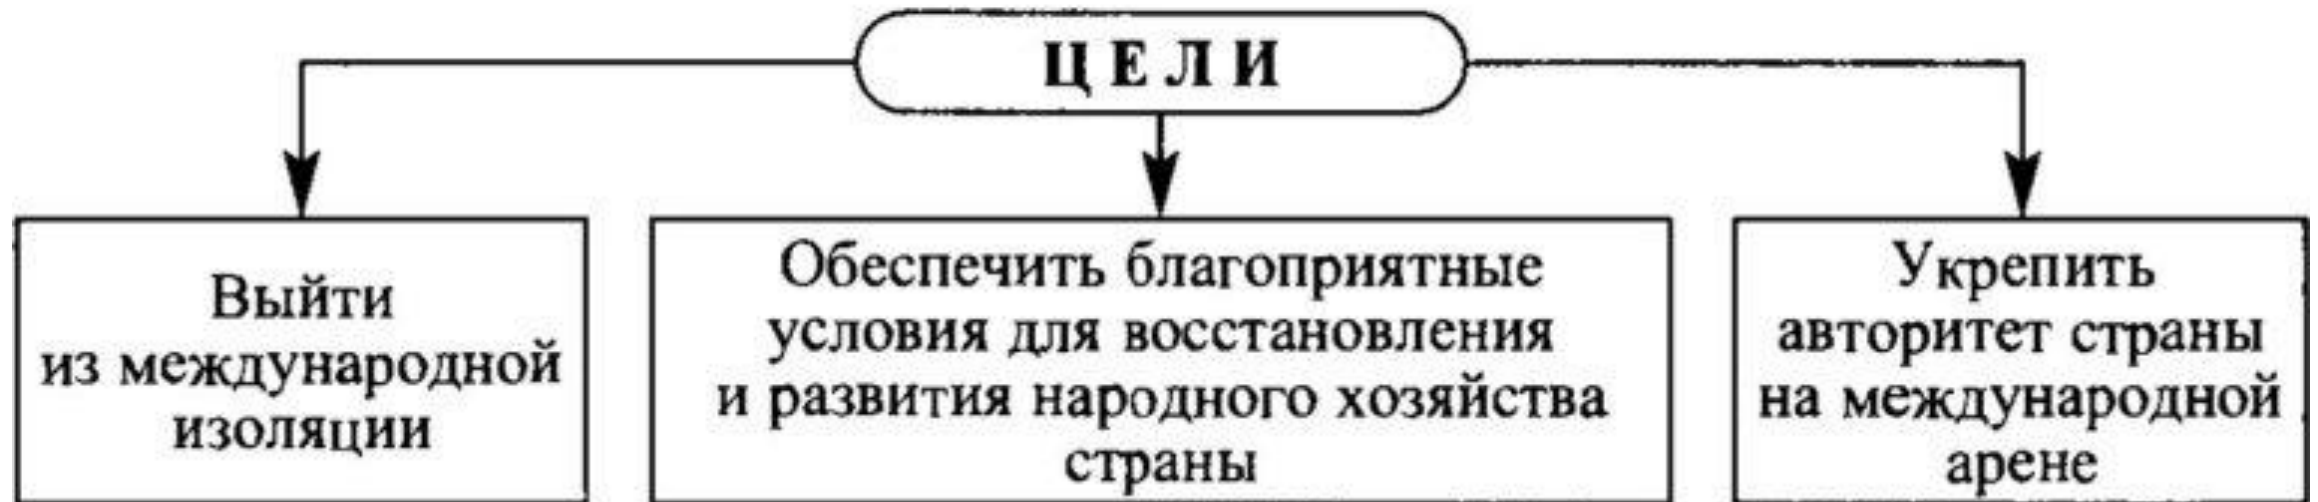 ЦЕЛИ
Выйти
из международной
изоляции
Обеспечить благоприятные
условия для восстановления
и развития народного хозяйства
страны
Укрепить
авторитет страны
на международной
арене